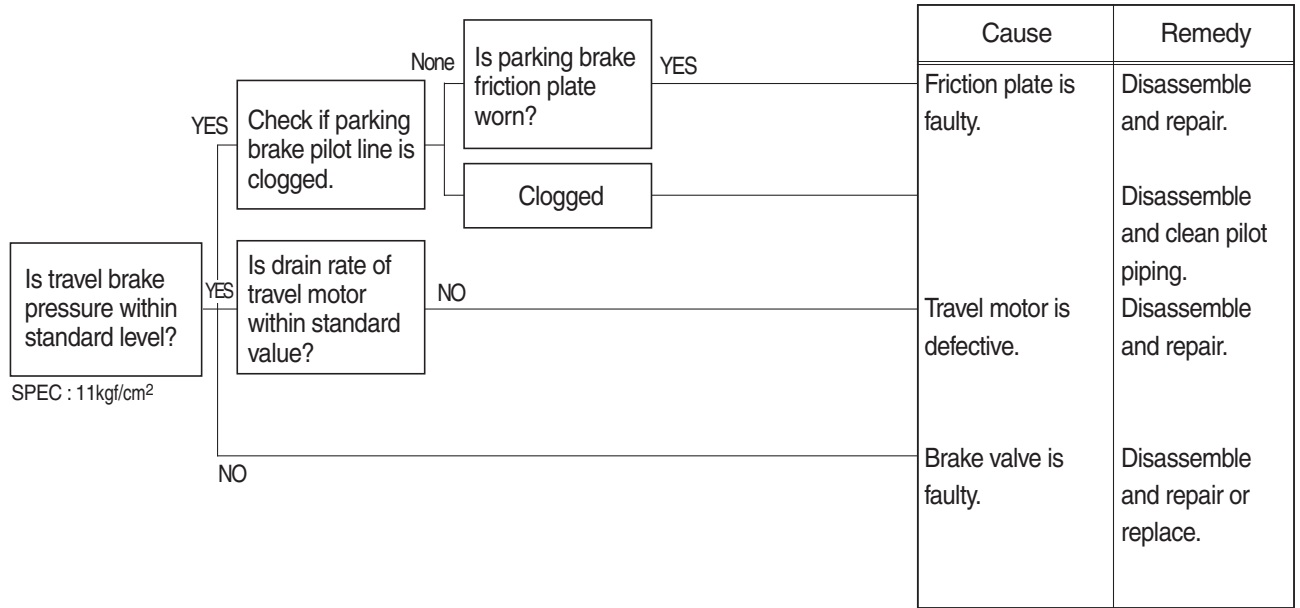 Is travel brake
pressure within
standard level?
SPEC : 11kgf/cm2
YES
Check if parking
brake pilot line is
clogged.
None
Is parking brake
friction plate
worn?
YES
Clogged
YES
Is drain rate of
travel motor
within standard
value?
NO
NO
Cause
Remedy
Friction plate is
faulty.
Disassemble
and repair.
Disassemble
and clean pilot
piping.
Travel motor is
defective.
Disassemble
and repair.
Brake valve is
faulty.
Disassemble
and repair or
replace.